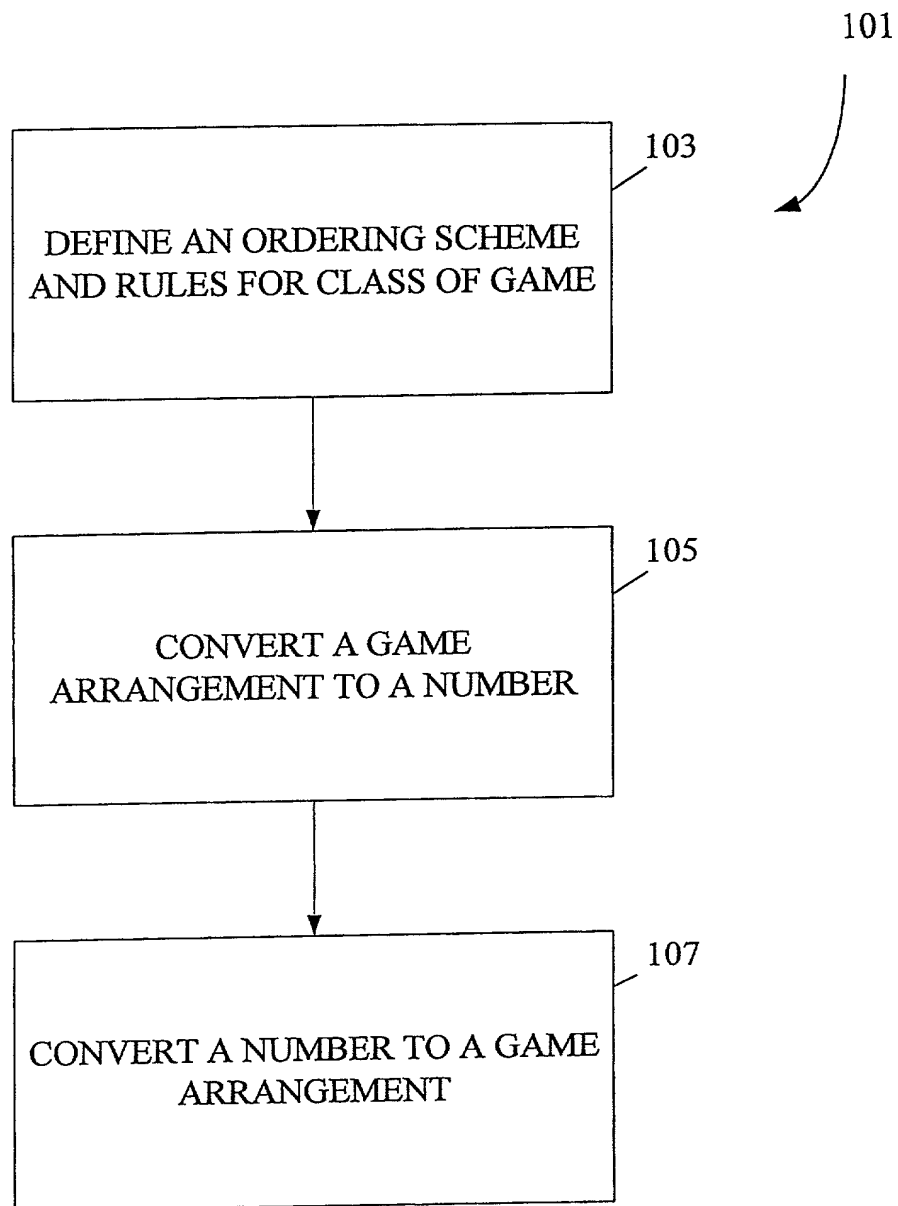 101
103
DEFINE AN ORDERING SCHEME
AND RULES FOR CLASS OF GAME
105
CONVERT A GAME
ARRANGEMENT TO A NUMBER
107
CONVERT A NUMBER TO A GAME
ARRANGEMENT